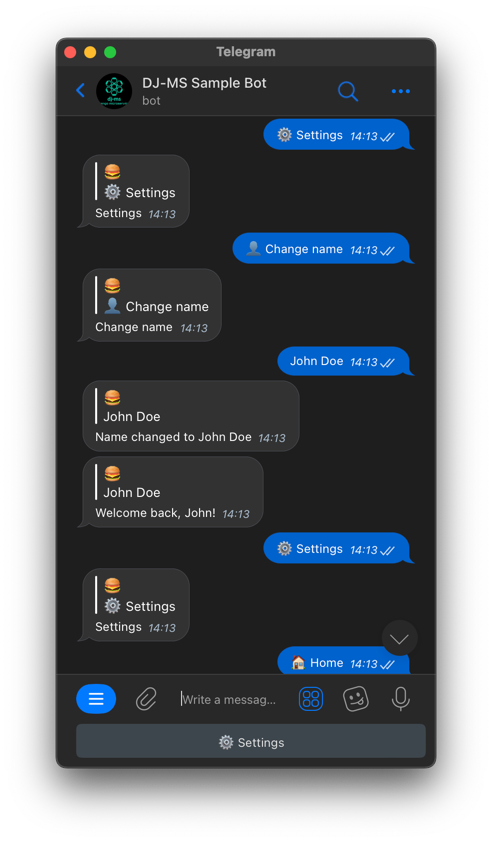 Telegram
DJ-MS Sample Bot
bot
dj-ms
⚙️ Settings 14:13
🍔
⚙️ Settings
Settings 14:13
👤 Change name 14:13
🍔
👤 Change name
Change name 14:13
John Doe 14:13
🍔
John Doe
Name changed to John Doe 14:13
🍔
John Doe
Welcome back, John! 14:13
⚙️ Settings 14:13
🍔
⚙️ Settings
Settings 14:13
🏠 Home 14:13
Write a messag...
⚙️ Settings